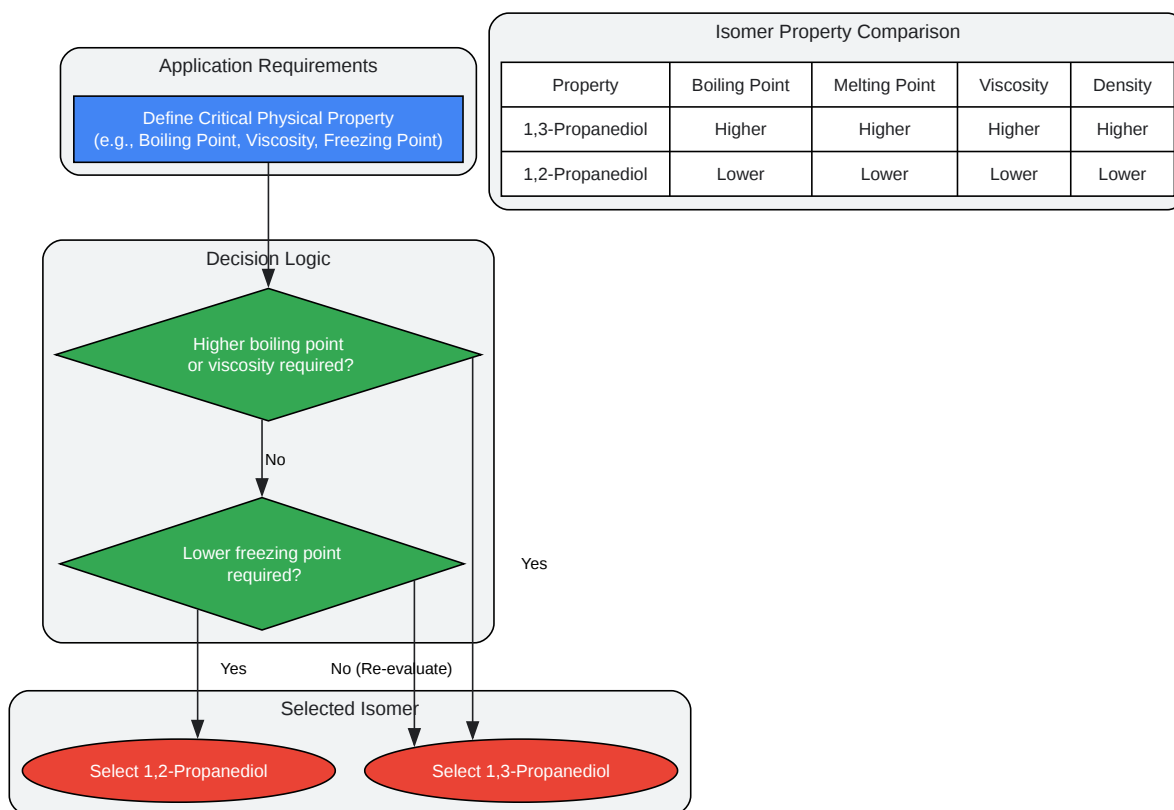 Application Requirements
Define Critical Physical Property
(e.g., Boiling Point, Viscosity, Freezing Point)
Isomer Property Comparison
Property Boiling Point Melting Point Viscosity Density
1,3-Propanediol Higher Higher Higher Higher
1,2-Propanediol Lower Lower Lower Lower
Decision Logic
Higher boiling point
or viscosity required?
No
Lower freezing point
required?
Yes
Yes
No (Re-evaluate)
Selected Isomer
Select 1,2-Propanediol
Select 1,3-Propanediol